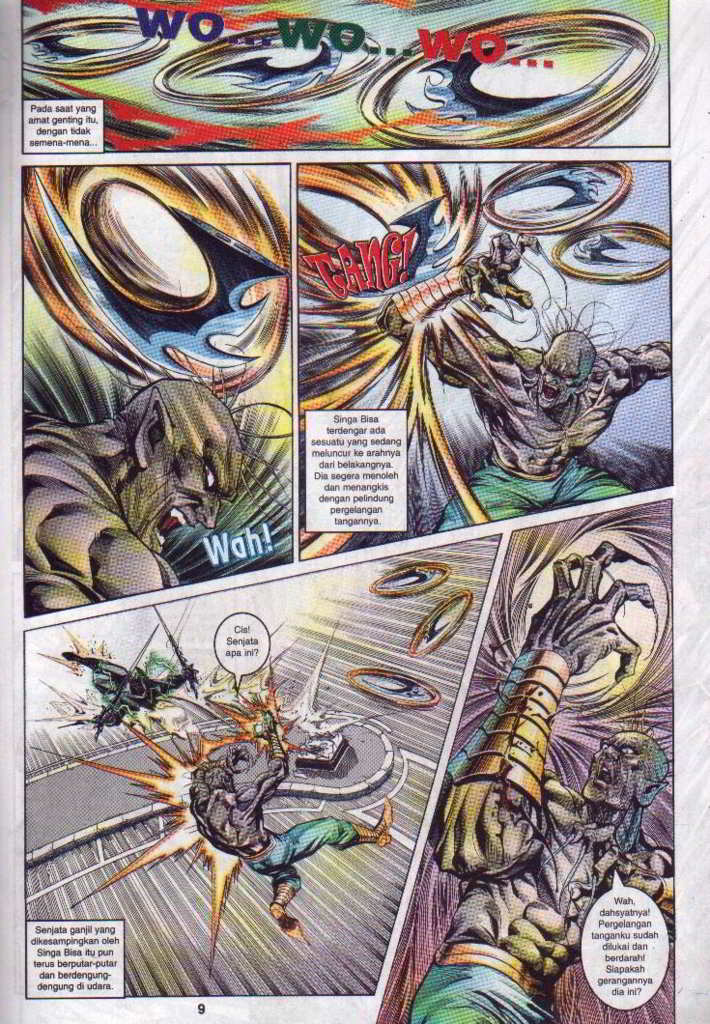 WO...WO...WO...
Pada saat yang
amat genting itu,
dengan tidak
semena-mena...
Wah!
TANG!
Singa Bisa
terdengar ada
sesuatu yang sedang
meluncur ke arahnya
dari belakangnya.
Dia segera menoleh
dan menangkis
dengan pelindung
pergelangan
tangannya.
Cis!
Senjata
apa ini?
Senjata ganjil yang
dikesampingkan oleh
Singa Bisa itu pun
terus berputar-putar
dan berdengung-
dengung di udara.
Wah,
dahsyatnya!
Pergelangan
tanganku sudah
dilukai dan
berdarah!
Siapakah
gerangannya
dia ini?
9